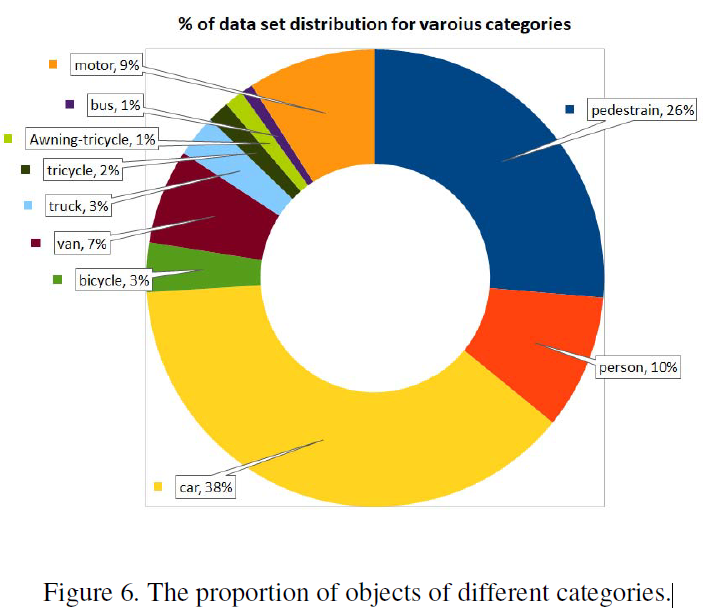 % of data set distribution for varoius categories
motor, 9%
bus, 1%
Awning-tricycle, 1%
tricycle, 2%
truck, 3%
van, 7%
bicycle, 3%
pedestrain, 26%
person, 10%
car, 38%
Figure 6. The proportion of objects of different categories.